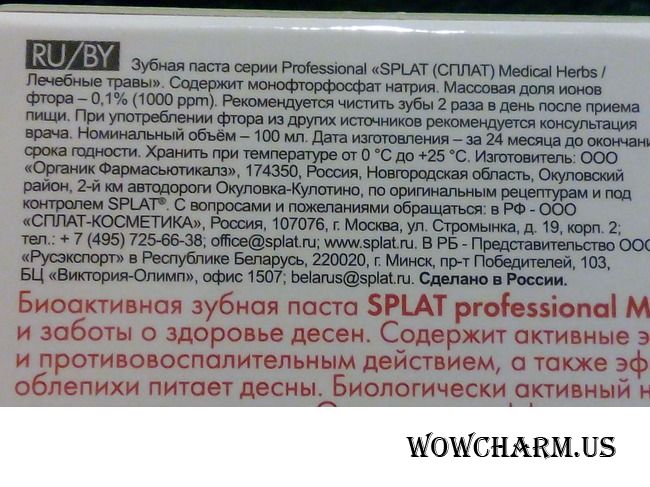 RU/BY Зубная паста серии Professional «SPLAT (СПЛАТ) Medical Herbs /
Лечебные травы». Содержит монофторфосфат натрия. Массовая доля ионов
фтора – 0,1% (1000 ppm). Рекомендуется чистить зубы 2 раза в день после приема
пищи. При употреблении фтора из других источников рекомендуется консультация
врача. Номинальный объём – 100 мл. Дата изготовления – за 24 месяца до окончани
срока годности. Хранить при температуре от 0 °C до +25 °C. Изготовитель: ООО
«Органик Фармасьютикалз», 174350, Россия, Новгородская область, Окуловский
район, 2-й км автодороги Окуловка-Кулотино, по оригинальным рецептурам и под
контролем SPLAT®. С вопросами и пожеланиями обращаться: в РФ - ООО
«СПЛАТ-КОСМЕТИКА», Россия, 107076, г. Москва, ул. Стромынка, д. 19, корп. 2;
тел.: + 7 (495) 725-66-38; office@splat.ru; www.splat.ru. В РБ - Представительство ООО
«Русэкспорт» в Республике Беларусь, 220020, г. Минск, пр-т Победителей, 103,
БЦ «Виктория-Олимп», офис 1507; belarus@splat.ru. Сделано в России.
Биоактивная зубная паста SPLAT professional M
и заботы о здоровье десен. Содержит активные э
и противовоспалительным действием, а также эф
облепихи питает десны. Биологически активный н
WOWCHARM.US